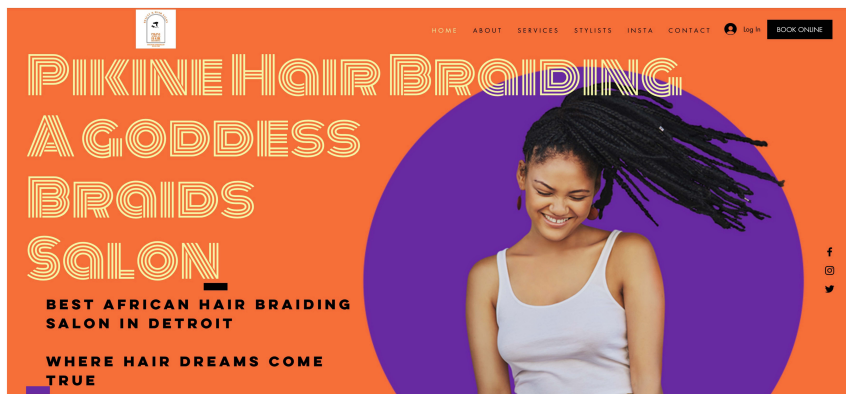 HOME ABOUT SERVICES STYLISTS INSTA CONTACT Log In BOOK ONLINE
Pikine Hair Braiding
A goddess
Braids
Salon
BEST AFRICAN HAIR BRAIDING
SALON IN DETROIT
WHERE HAIR DREAMS COME
TRUE